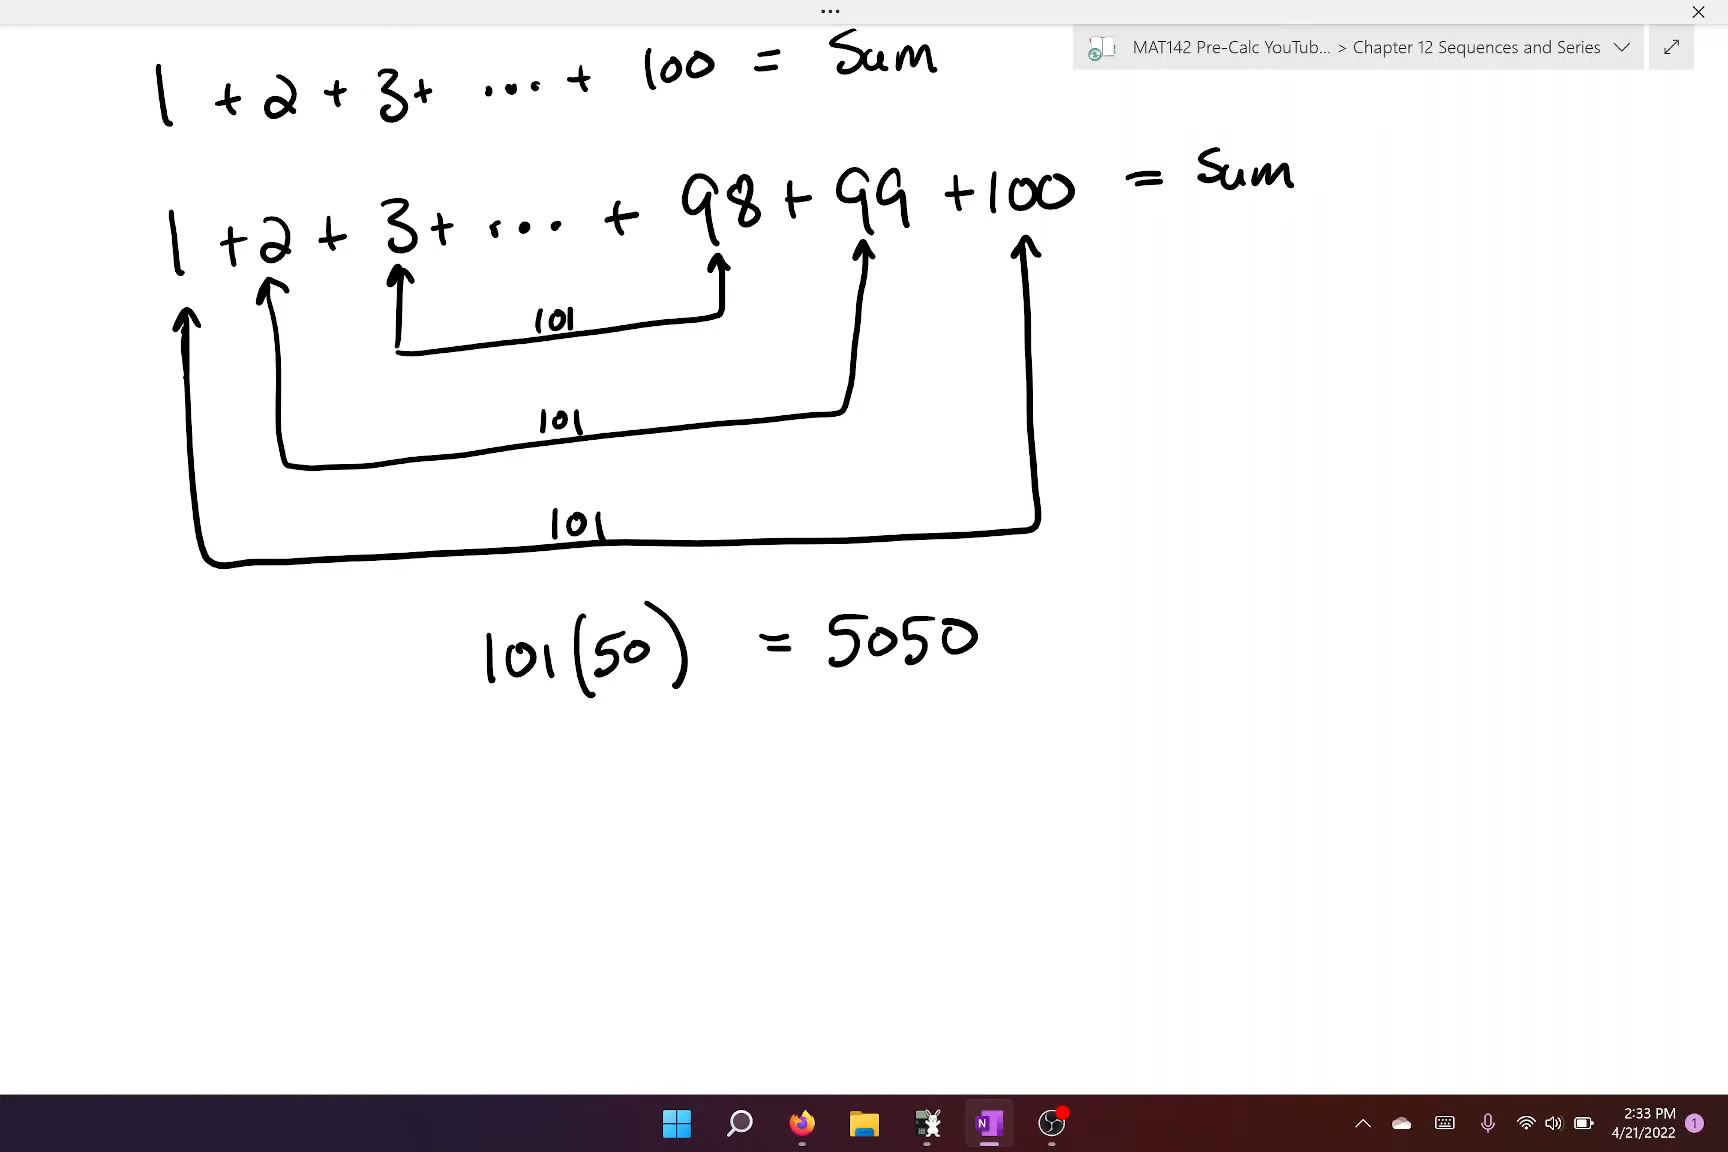 MAT142 Pre-Calc YouTub... > Chapter 12 Sequences and Series
1 + 2 + 3 + ... + 100 = Sum
1 + 2 + 3 + ... + 98 + 99 + 100 = Sum
101
101
101
101(50) = 5050
2:33 PM
4/21/2022
1